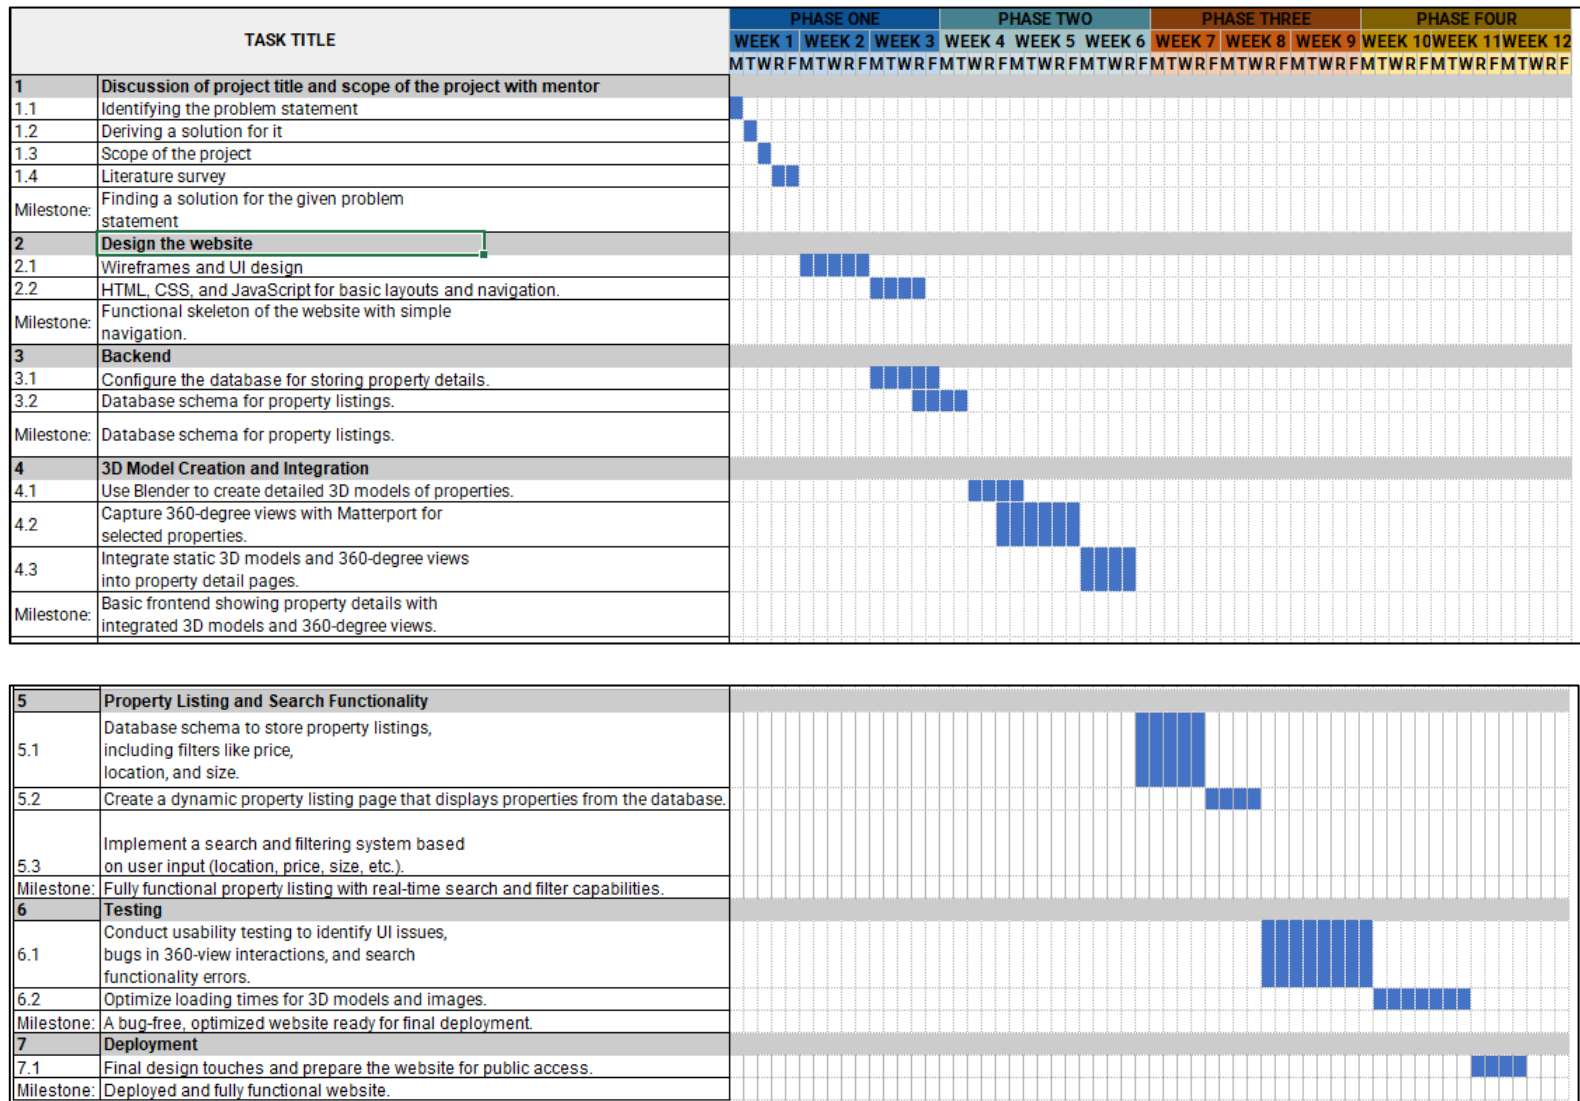 TASK TITLE
PHASE ONE PHASE TWO PHASE THREE PHASE FOUR
WEEK 1 WEEK 2 WEEK 3 WEEK 4 WEEK 5 WEEK 6 WEEK 7 WEEK 8 WEEK 9 WEEK 10 WEEK 11 WEEK 12
M T W R F M T W R F M T W R F M T W R F M T W R F M T W R F M T W R F M T W R F M T W R F M T W R F M T W R F M T W R F
1 Discussion of project title and scope of the project with mentor
1.1 Identifying the problem statement
1.2 Deriving a solution for it
1.3 Scope of the project
1.4 Literature survey
Milestone: Finding a solution for the given problem
statement
2 Design the website
2.1 Wireframes and UI design
2.2 HTML, CSS, and JavaScript for basic layouts and navigation.
Milestone: Functional skeleton of the website with simple
navigation.
3 Backend
3.1 Configure the database for storing property details.
3.2 Database schema for property listings.
Milestone: Database schema for property listings.
4 3D Model Creation and Integration
4.1 Use Blender to create detailed 3D models of properties.
4.2 Capture 360-degree views with Matterport for
selected properties.
4.3 Integrate static 3D models and 360-degree views
into property detail pages.
Milestone: Basic frontend showing property details with
integrated 3D models and 360-degree views.
5 Property Listing and Search Functionality
5.1 Database schema to store property listings,
including filters like price,
location, and size.
5.2 Create a dynamic property listing page that displays properties from the database.
5.3 Implement a search and filtering system based
on user input (location, price, size, etc.).
Milestone: Fully functional property listing with real-time search and filter capabilities.
6 Testing
6.1 Conduct usability testing to identify UI issues,
bugs in 360-view interactions, and search
functionality errors.
6.2 Optimize loading times for 3D models and images.
Milestone: A bug-free, optimized website ready for final deployment.
7 Deployment
7.1 Final design touches and prepare the website for public access.
Milestone: Deployed and fully functional website.